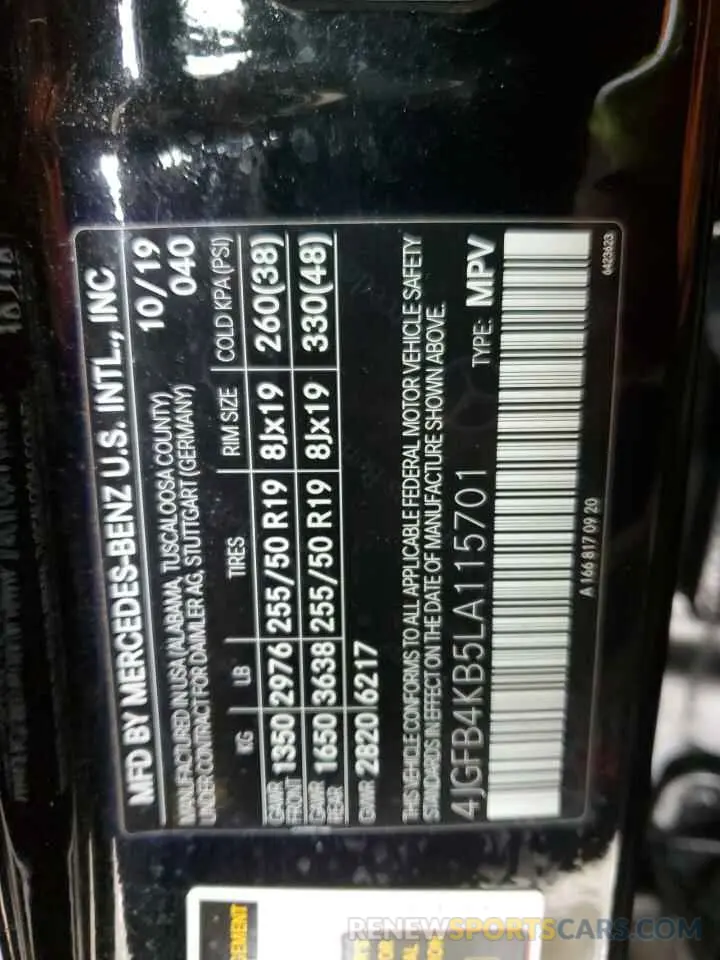 MFD BY MERCEDES-BENZ U.S. INTL., INC
MANUFACTURED IN USA (ALABAMA, TUSCALOOSA COUNTY) 10/19
UNDER CONTRACT FOR DAIMLER AG, STUTTGART (GERMANY) 040
KG LB TIRES RIM SIZE COLD KPA (PSI)
GAWR FRONT 1350 2976 255/50 R19 8Jx19 260(38)
GAWR REAR 1650 3638 255/50 R19 8Jx19 330(48)
GVWR 2820 6217
THIS VEHICLE CONFORMS TO ALL APPLICABLE FEDERAL MOTOR VEHICLE SAFETY
STANDARDS IN EFFECT ON THE DATE OF MANUFACTURE SHOWN ABOVE.
4JGFB4KB5LA115701 TYPE: MPV
A 166 817 09 20 6423623
RENEWSPORTSCARS.COM